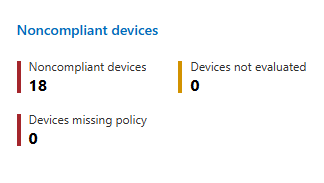 Noncompliant devices
Noncompliant devices
18
Devices not evaluated
0
Devices missing policy
0